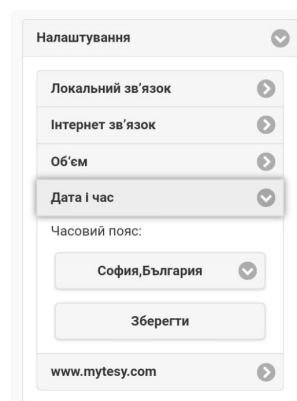 Налаштування
Локальний зв'язок
Інтернет зв'язок
Об'єм
Дата і час
Часовий пояс:
София,България
Зберегти
www.mytesy.com